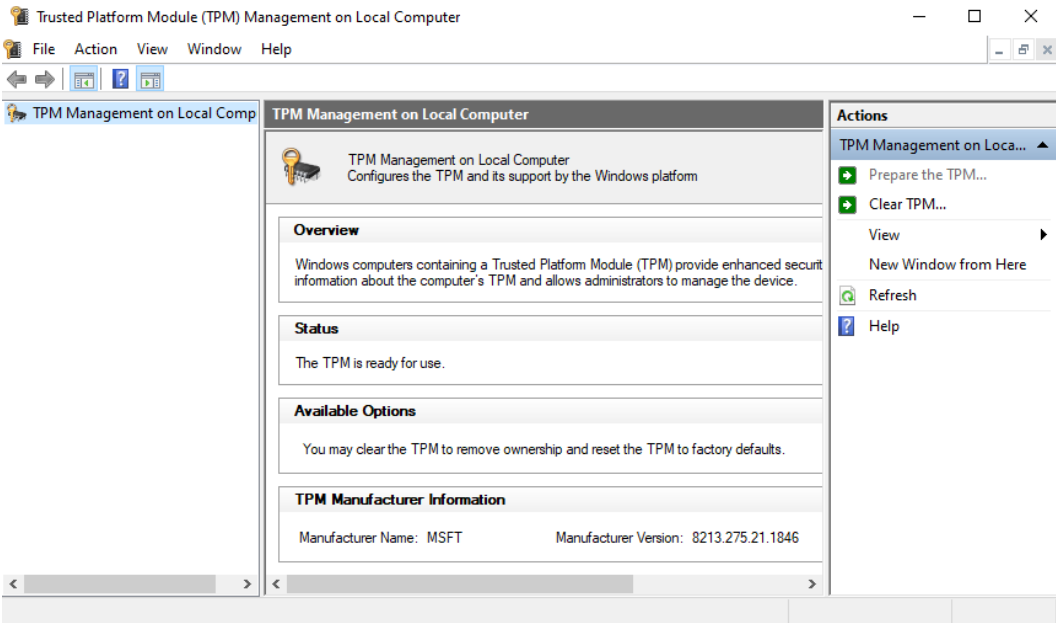 Trusted Platform Module (TPM) Management on Local Computer
File Action View Window Help
TPM Management on Local Comp
TPM Management on Local Computer
TPM Management on Local Computer
Configures the TPM and its support by the Windows platform
Overview
Windows computers containing a Trusted Platform Module (TPM) provide enhanced securit
information about the computer's TPM and allows administrators to manage the device.
Status
The TPM is ready for use.
Available Options
You may clear the TPM to remove ownership and reset the TPM to factory defaults.
TPM Manufacturer Information
Manufacturer Name: MSFT Manufacturer Version: 8213.275.21.1846
Actions
TPM Management on Loca...
Prepare the TPM...
Clear TPM...
View
New Window from Here
Refresh
Help